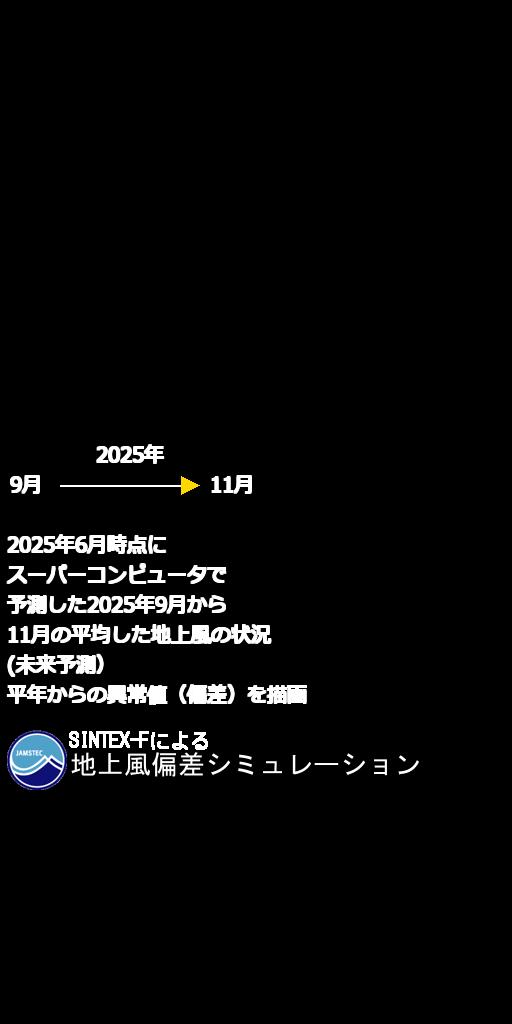 2025年
9月 11月
2025年6月時点に
スーパーコンピュータで
予測した2025年9月から
11月の平均した地上風の状況
(未来予測）
平年からの異常値（偏差）を描画
JAMSTEC
SINTEX-Fによる
地上風偏差シミュレーション